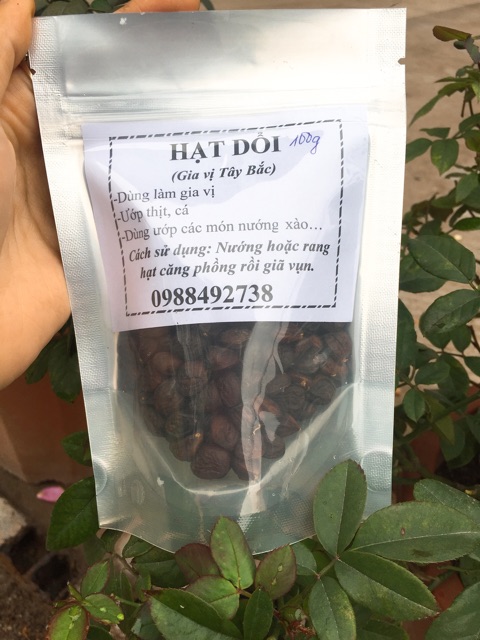 HẠT DỔI 100g
(Gia vị Tây Bắc)
-Dùng làm gia vị
-Ướp thịt, cá
-Dùng ướp các món nướng xào...
Cách sử dụng: Nướng hoặc rang
hạt căng phồng rồi giã vụn.
0988492738